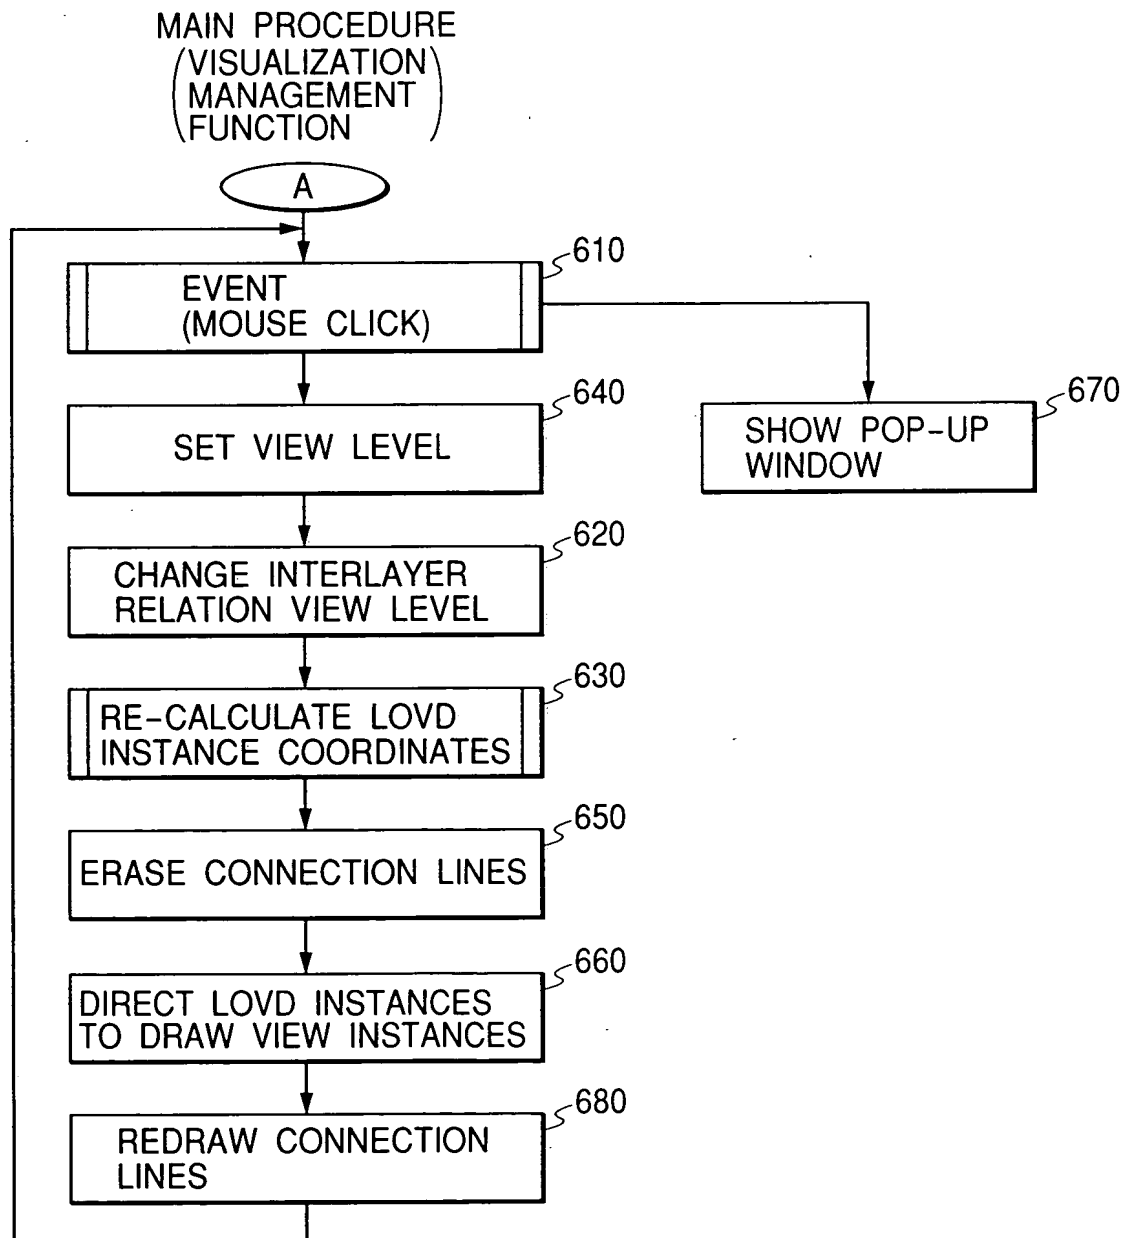 MAIN PROCEDURE
(VISUALIZATION
MANAGEMENT
FUNCTION)
A
610
EVENT
(MOUSE CLICK)
640
SET VIEW LEVEL
670
SHOW POP-UP
WINDOW
620
CHANGE INTERLAYER
RELATION VIEW LEVEL
630
RE-CALCULATE LOVD
INSTANCE COORDINATES
650
ERASE CONNECTION LINES
660
DIRECT LOVD INSTANCES
TO DRAW VIEW INSTANCES
680
REDRAW CONNECTION
LINES